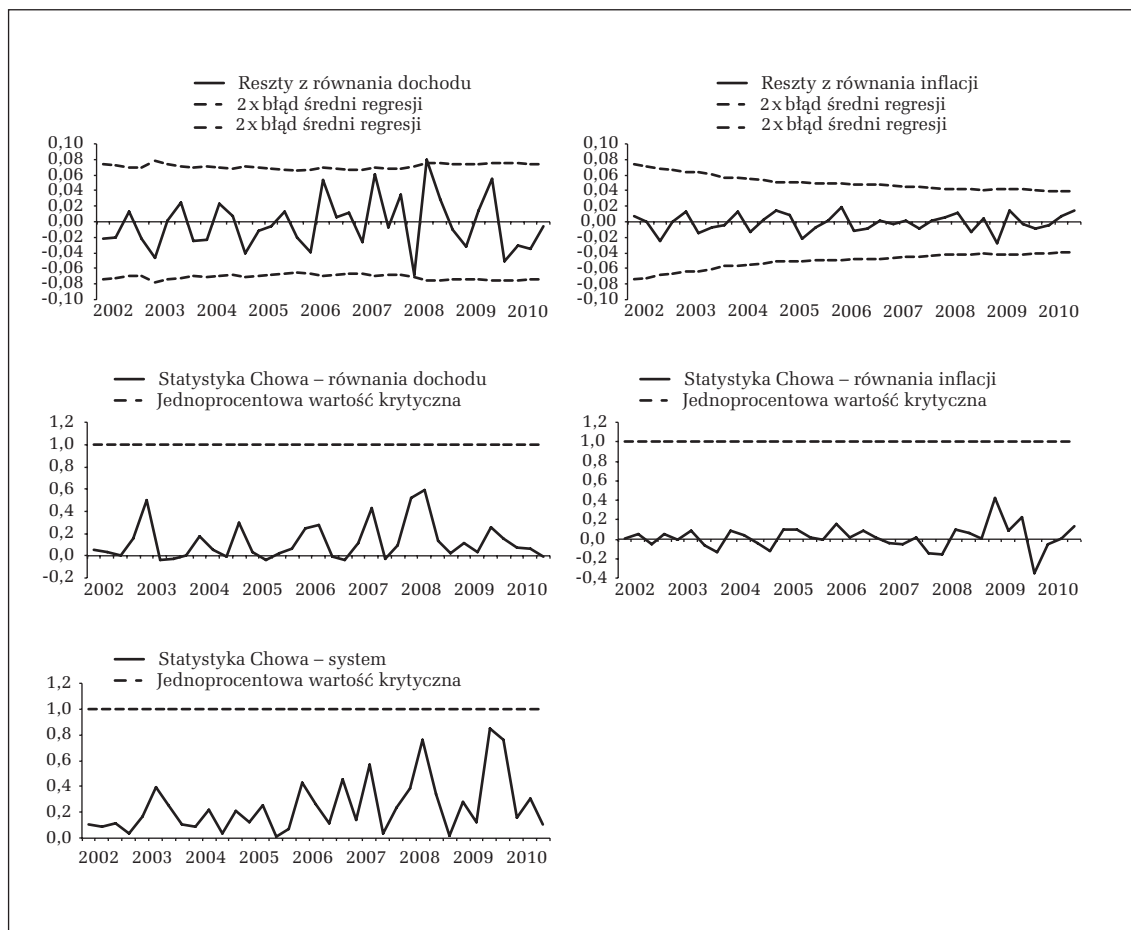 Reszty z równania dochodu
2 x błąd średni regresji
2 x błąd średni regresji
0,10
0,08
0,06
0,04
0,02
0,00
-0,02
-0,04
-0,06
-0,08
-0,10
2002 2003 2004 2005 2006 2007 2008 2009 2010
Reszty z równania inflacji
2 x błąd średni regresji
2 x błąd średni regresji
0,10
0,08
0,06
0,04
0,02
0,00
-0,02
-0,04
-0,06
-0,08
-0,10
2002 2003 2004 2005 2006 2007 2008 2009 2010
Statystyka Chowa – równania dochodu
Jednoprocentowa wartość krytyczna
1,2
1,0
0,8
0,6
0,4
0,2
0,0
-0,2
2002 2003 2004 2005 2006 2007 2008 2009 2010
Statystyka Chowa – równania inflacji
Jednoprocentowa wartość krytyczna
1,2
1,0
0,8
0,6
0,4
0,2
0,0
-0,2
-0,4
2002 2003 2004 2005 2006 2007 2008 2009 2010
Statystyka Chowa – system
Jednoprocentowa wartość krytyczna
1,2
1,0
0,8
0,6
0,4
0,2
0,0
2002 2003 2004 2005 2006 2007 2008 2009 2010